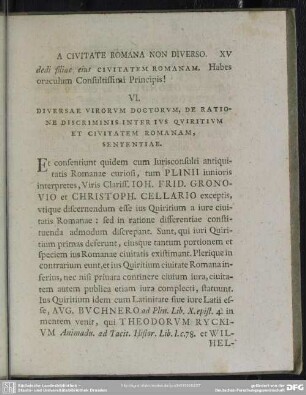 A CIVITATE ROMANA NON DIVERSO. XV
dedi filiae eius CIVITATEM ROMANAM. Habes
oraculum Consultissimi Principis!
VI.
DIVERSAE VIRORVM DOCTORVM, DE RATIO-
NE DISCRIMINIS INTER IVS QVIRITIVM
ET CIVITATEM ROMANAM,
SENTENTIAE.
Et consentiunt quidem cum Iurisconsulti antiqui-
tatis Romanae curiosi, tum PLINII iunioris
interpretes, Viris Clariss. IOH. FRID. GRONO-
VIO et CHRISTOPH. CELLARIO exceptis,
vtique discernendum esse ius Quiritium a iure ciui-
tatis Romanae: sed in ratione differentiae consti-
tuenda admodum discrepant. Sunt, qui iuri Qui-
ritium primas deferunt, eiusque tantum portionem et
speciem ius Romanae ciuitatis existimant. Plerique in
contrarium eunt, et ius Quiritium ciuitate Romana in-
ferius, nec nisi priuata continere ciuium iura, ciuita-
tem autem publica etiam iura complecti, statuunt.
Ius Quiritium idem cum Latinitate siue iure Latii es-
se, AVG. BVCHNERO ad Plin. Lib. X. epist. 4. in
mentem venit, qui THEODORVM RYCKI-
VM Animadu. ad Tacit. Histor. Lib. I. c. 78. et WIL-
HEL-